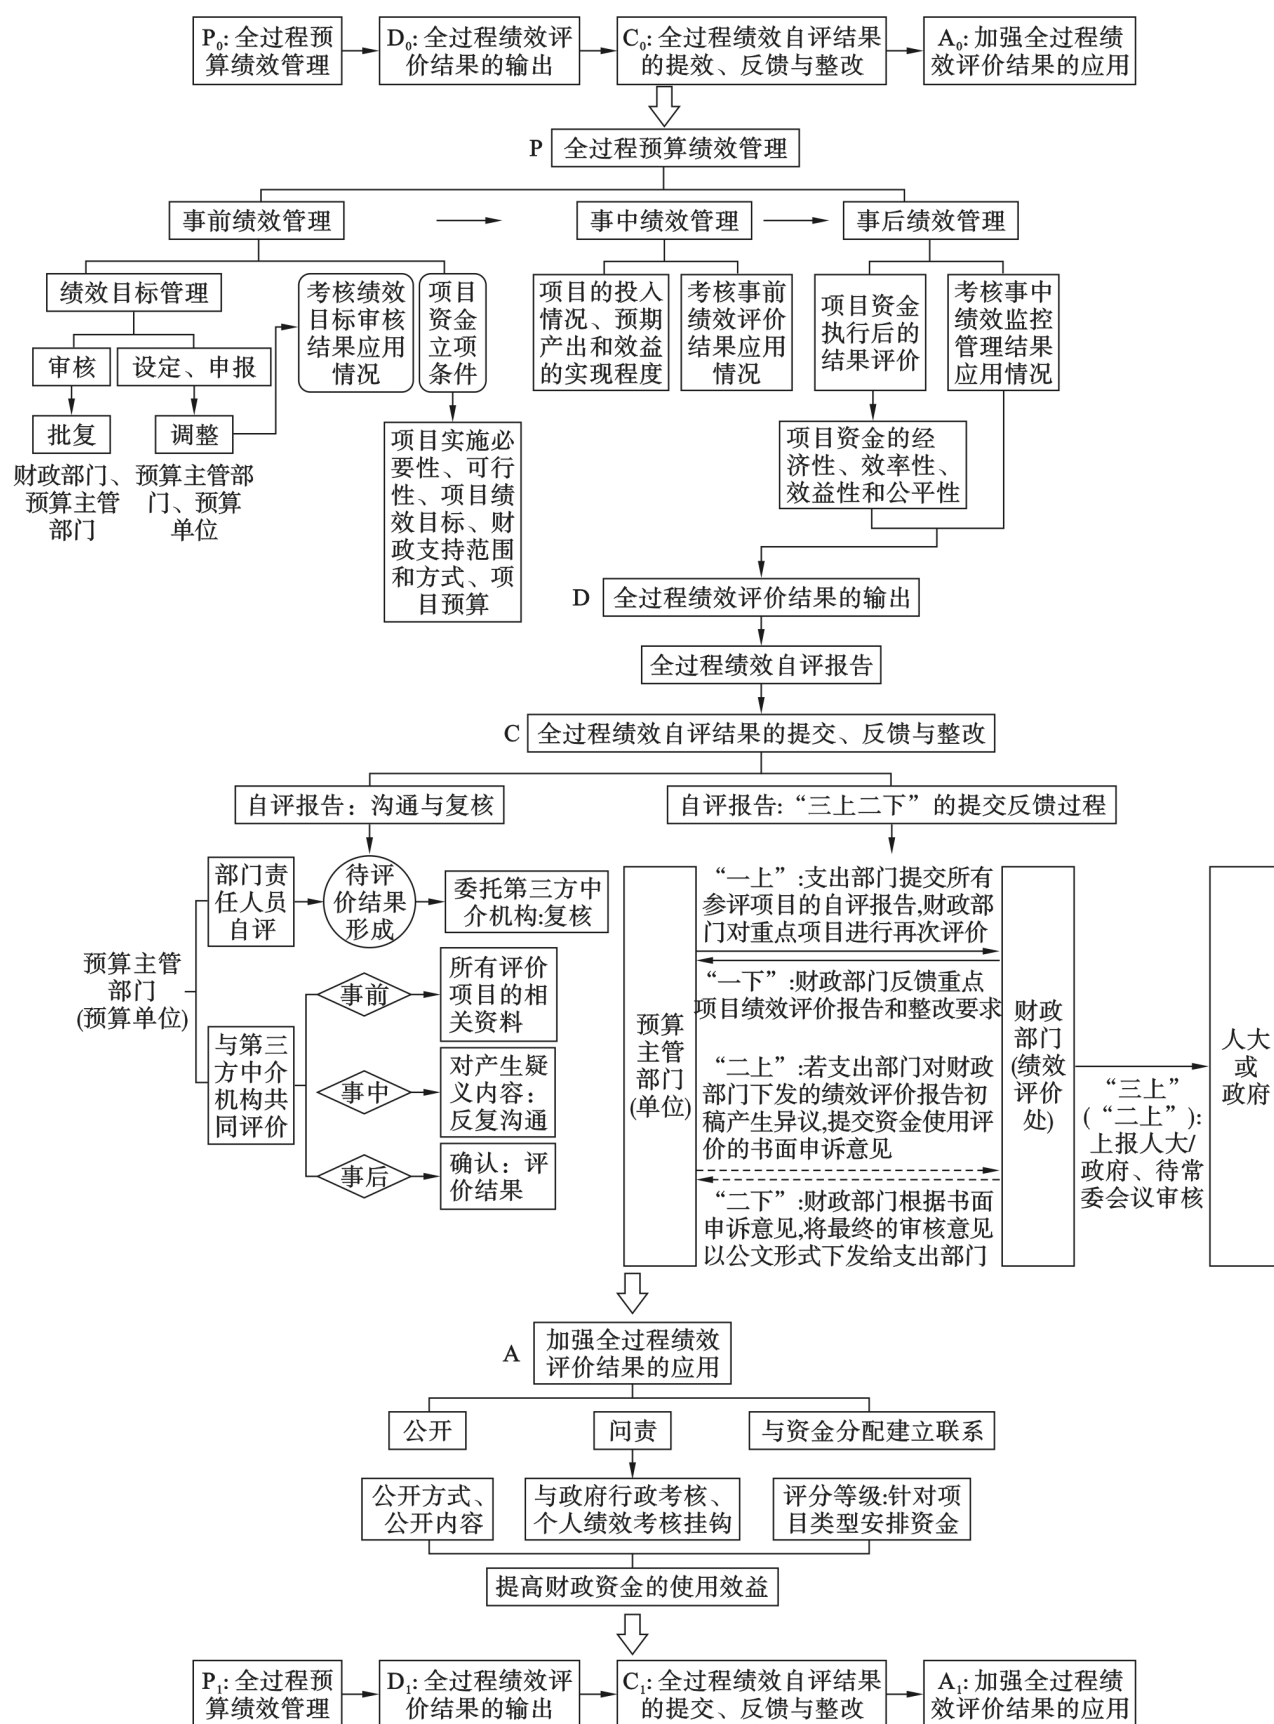 P₀: 全过程预
算绩效管理
D₀: 全过程绩效评
价结果的输出
C₀: 全过程绩效自评结果
的提效、反馈与整改
A₀: 加强全过程绩
效评价结果的应用
P
全过程预算绩效管理
事前绩效管理
事中绩效管理
事后绩效管理
绩效目标管理
审核
设定、申报
批复
调整
财政部门、
预算主管
部门
预算主管部
门、预算
单位
考核绩效
目标审核
结果应用
情况
项目
资金
立项
条件
项目实施必
要性、可行
性、项目绩
效目标、财
政支持范围
和方式、项
目预算
项目的投入
情况、预期
产出和效益
的实现程度
考核事前
绩效评价
结果应用
情况
项目资金
执行后的
结果评价
考核事中
绩效监控
管理结果
应用情况
项目资金的经
济性、效率性、
效益性和公平性
D
全过程绩效评价结果的输出
全过程绩效自评报告
C
全过程绩效自评结果的提交、反馈与整改
自评报告：沟通与复核
自评报告:“三上二下”的提交反馈过程
预算主管
部门
(预算单位)
部门责
任人员
自评
待评
价结果
形成
委托第三方中
介机构:复核
与第三
方中介
机构共
同评价
事前
所有评价
项目的相
关资料
事中
对产生疑
义内容：
反复沟通
事后
确认：评
价结果
预算
主管
部门
(单位)
“一上”:支出部门提交所有
参评项目的自评报告,财政部
门对重点项目进行再次评价
“一下”:财政部门反馈重点
项目绩效评价报告和整改要求
“二上”:若支出部门对财政
部门下发的绩效评价报告初
稿产生异议,提交资金使用评
价的书面申诉意见
“二下”:财政部门根据书面
申诉意见,将最终的审核意见
以公文形式下发给支出部门
财政
部门
(绩效
评价
处)
“三上”
(“二上”):
上报人大/
政府、待常
委会议审核
人大
或
政府
A
加强全过程绩效
评价结果的应用
公开
问责
与资金分配建立联系
公开方式、
公开内容
与政府行政考核、
个人绩效考核挂钩
评分等级:针对项
目类型安排资金
提高财政资金的使用效益
P₁: 全过程预
算绩效管理
D₁: 全过程绩效评
价结果的输出
C₁: 全过程绩效自评结果
的提交、反馈与整改
A₁: 加强全过程绩
效评价结果的应用